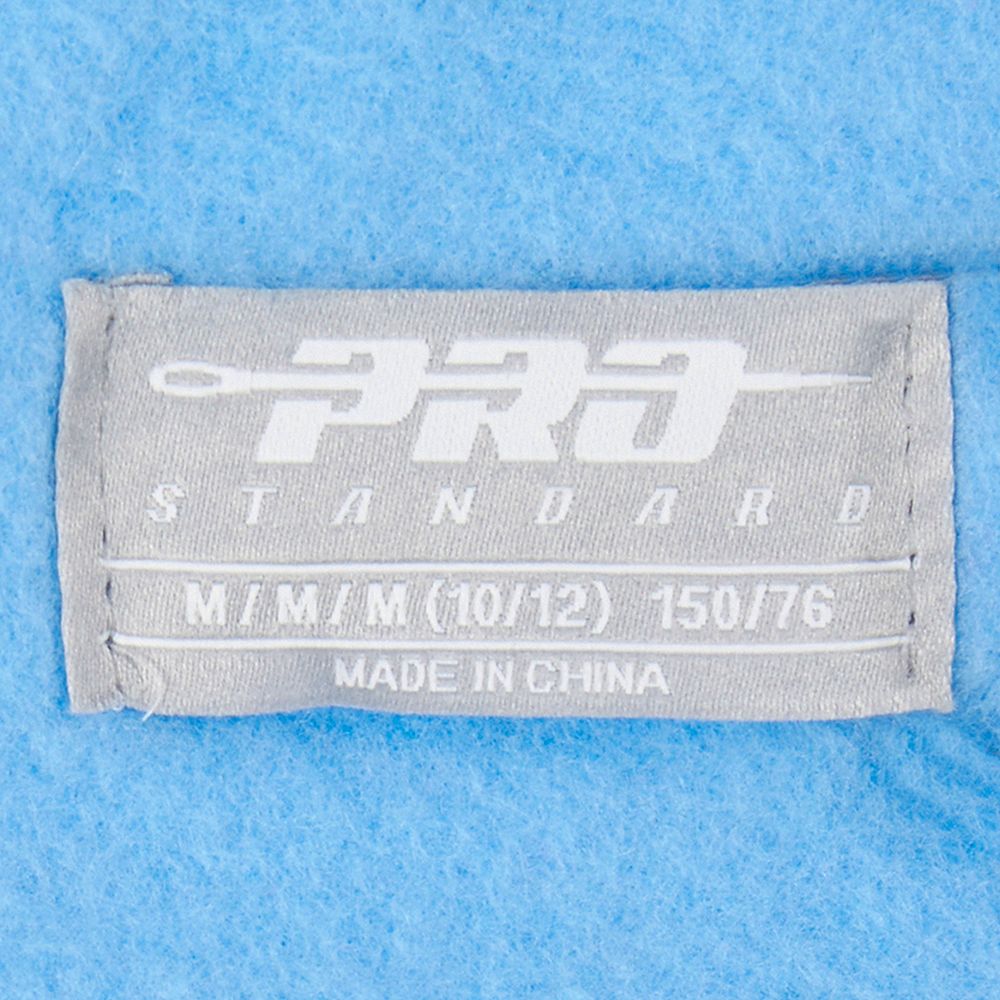 PRO
STANDARD
M/M/M (10/12) 150/76
MADE IN CHINA